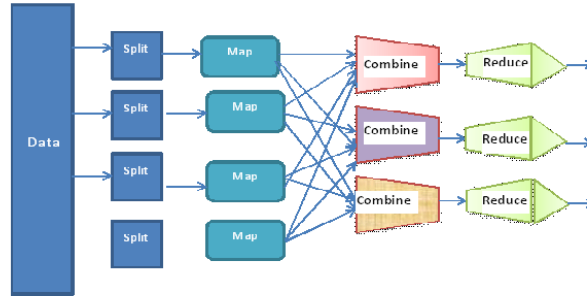 Data
Split
Map
Combine
Reduce
Split
Map
Combine
Reduce
Split
Map
Combine
Reduce
Split
Map